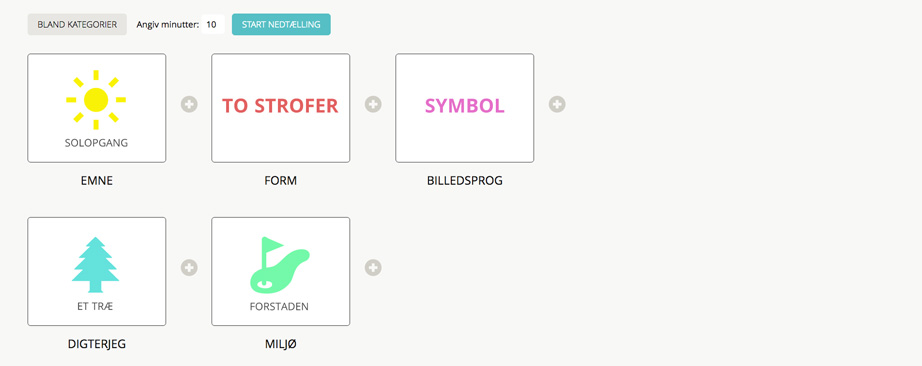 BLAND KATEGORIER Angiv minutter: 10 START NEDTÆLLING
SOLOPGANG TO STROFER SYMBOL
EMNE FORM BILLEDSPROG
ET TRÆ FORSTADEN
DIGTERJEG MILJØ